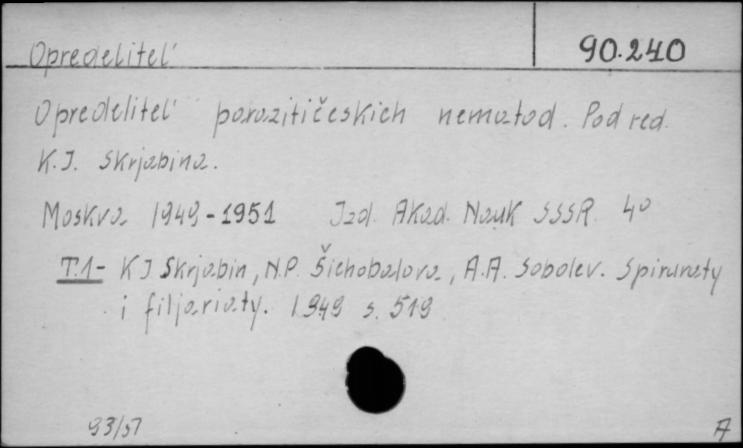 Opredelitel' 90.240
Opredelitel' parazitičeskich nematod. Pod red.
K.I. Skrjabina.
Moskva 1949-1951 Izd. Akad. Nauk SSSR. 4°
T.1- K I Skrjabin, N.P. Šichobalova, A.A. Sobolev. Spiruraty
i filjariaty. 1949 s. 519
93/51 A